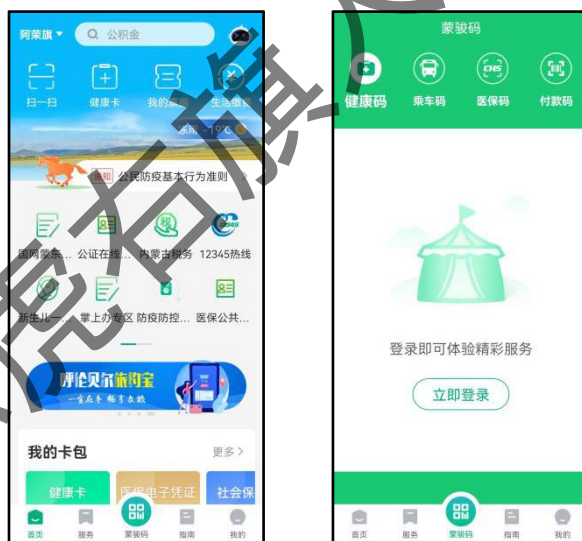 阿荣旗
公积金
扫一扫
健康卡
生活缴费
-19℃
公民防疫基本行为准则
国网蒙东...
公证在线...
内蒙古税务
12345热线
新生儿一...
掌上办专区
防疫防控...
医保公共...
呼伦贝尔旅约宝
我的卡包
更多
健康卡
医保电子凭证
社会保
首页
服务
蒙骏码
指南
我的
蒙骏码
健康码
乘车码
医保码
付款码
登录即可体验精彩服务
立即登录
首页
服务
蒙骏码
指南
我的
虎右旗